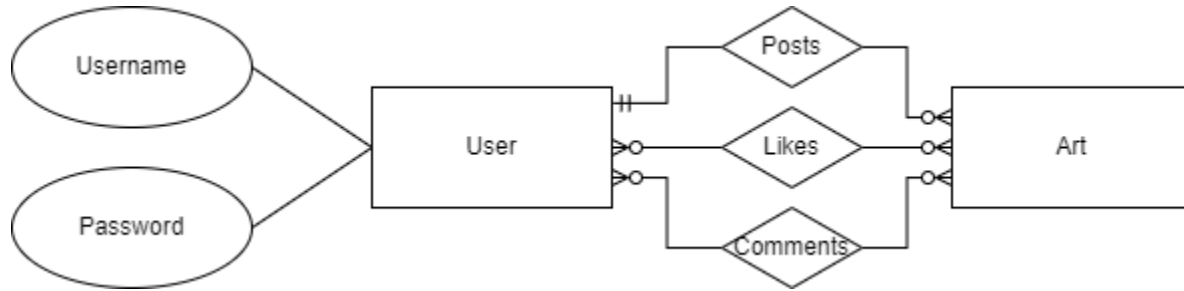 Username
Password
User
Posts
Likes
Comments
Art